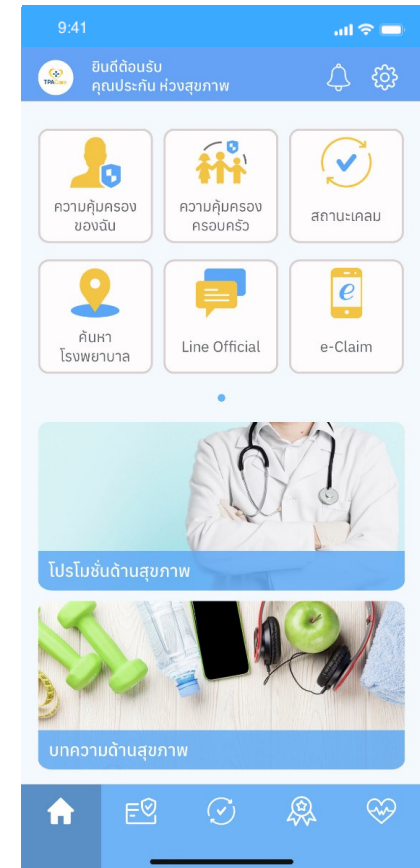 9:41
TPACare
ยินดีต้อนรับ
คุณประกัน ห่วงสุขภาพ
ความคุ้มครอง
ของฉัน
ความคุ้มครอง
ครอบครัว
สถานะเคลม
ค้นหา
โรงพยาบาล
Line Official
e
e-Claim
โปรโมชั่นด้านสุขภาพ
บทความด้านสุขภาพ